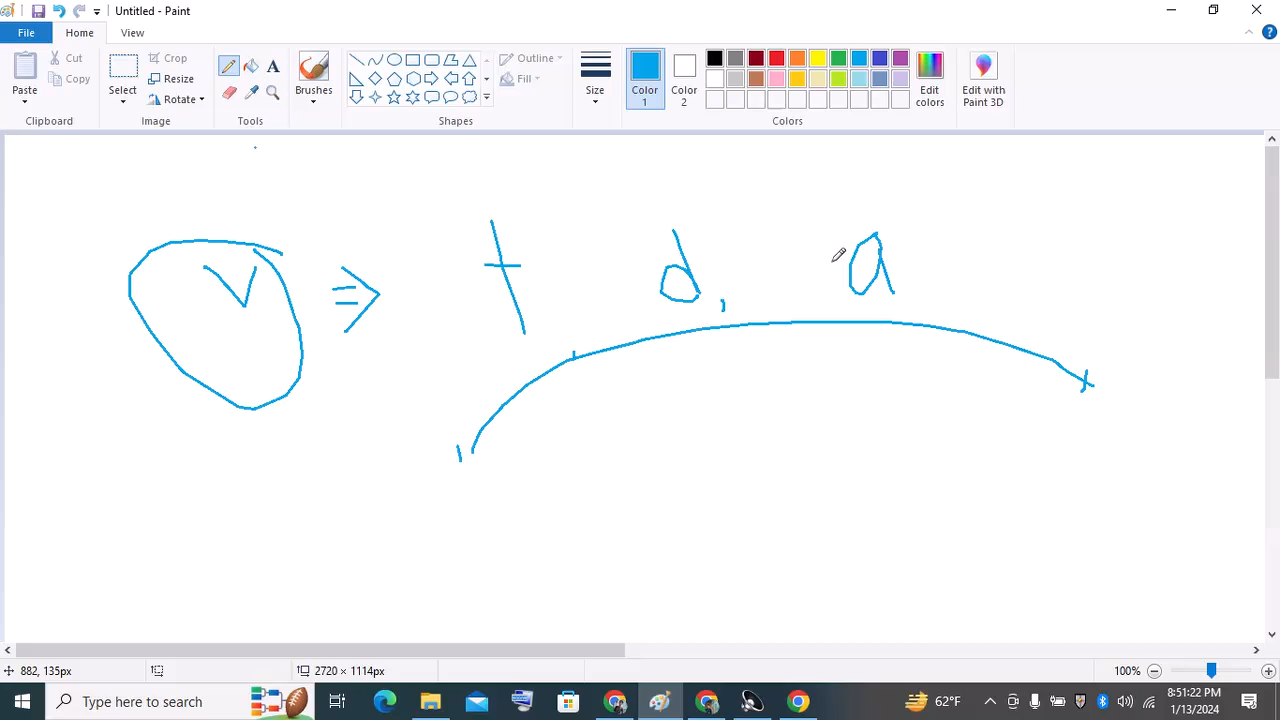 Untitled - Paint
File Home View
Paste
Cut
Copy
Clipboard
Select
Crop
Resize
Rotate
Image
A
Tools
Brushes
Outline
Fill
Shapes
Size
Color 1
Color 2
Edit colors
Colors
Edit with Paint 3D
V ⇒ t d, a
882, 135px
2720 × 1114px
100%
Type here to search
62°F
8:51:22 PM
1/13/2024